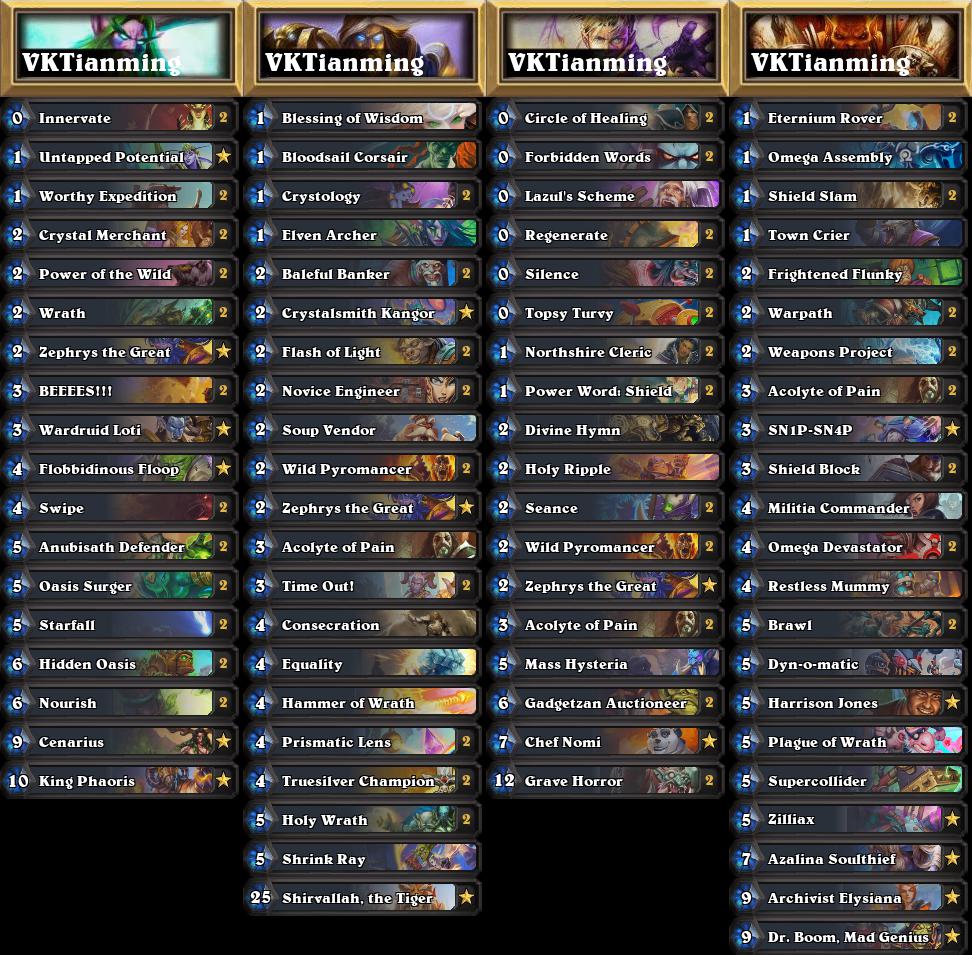 VKTianming
0 Innervate 2
1 Untapped Potential
1 Worthy Expedition 2
2 Crystal Merchant 2
2 Power of the Wild 2
2 Wrath 2
2 Zephrys the Great
3 BEEEES!!! 2
3 Wardruid Loti
4 Flobbidinous Floop
4 Swipe 2
5 Anubisath Defender 2
5 Oasis Surger 2
5 Starfall 2
6 Hidden Oasis 2
6 Nourish 2
9 Cenarius
10 King Phaoris
VKTianming
1 Blessing of Wisdom
1 Bloodsail Corsair
1 Crystology 2
1 Elven Archer
2 Baleful Banker 2
2 Crystalsmith Kangor
2 Flash of Light 2
2 Novice Engineer 2
2 Soup Vendor
2 Wild Pyromancer 2
2 Zephrys the Great
3 Acolyte of Pain
3 Time Out! 2
4 Consecration
4 Equality
4 Hammer of Wrath
4 Prismatic Lens 2
4 Truesilver Champion 2
5 Holy Wrath 2
5 Shrink Ray
25 Shirvallah, the Tiger
VKTianming
0 Circle of Healing 2
0 Forbidden Words 2
0 Lazul's Scheme
0 Regenerate 2
0 Silence 2
0 Topsy Turvy 2
1 Northshire Cleric 2
1 Power Word: Shield 2
2 Divine Hymn
2 Holy Ripple
2 Seance 2
2 Wild Pyromancer 2
2 Zephrys the Great
3 Acolyte of Pain 2
5 Mass Hysteria
6 Gadgetzan Auctioneer 2
7 Chef Nomi
12 Grave Horror 2
VKTianming
1 Eternium Rover 2
1 Omega Assembly
1 Shield Slam 2
1 Town Crier
2 Frightened Flunky
2 Warpath 2
2 Weapons Project 2
3 Acolyte of Pain 2
3 SN1P-SN4P
3 Shield Block 2
4 Militia Commander
4 Omega Devastator 2
4 Restless Mummy
5 Brawl 2
5 Dyn-o-matic
5 Harrison Jones
5 Plague of Wrath
5 Supercollider
5 Zilliax
7 Azalina Soulthief
9 Archivist Elysiana
9 Dr. Boom, Mad Genius